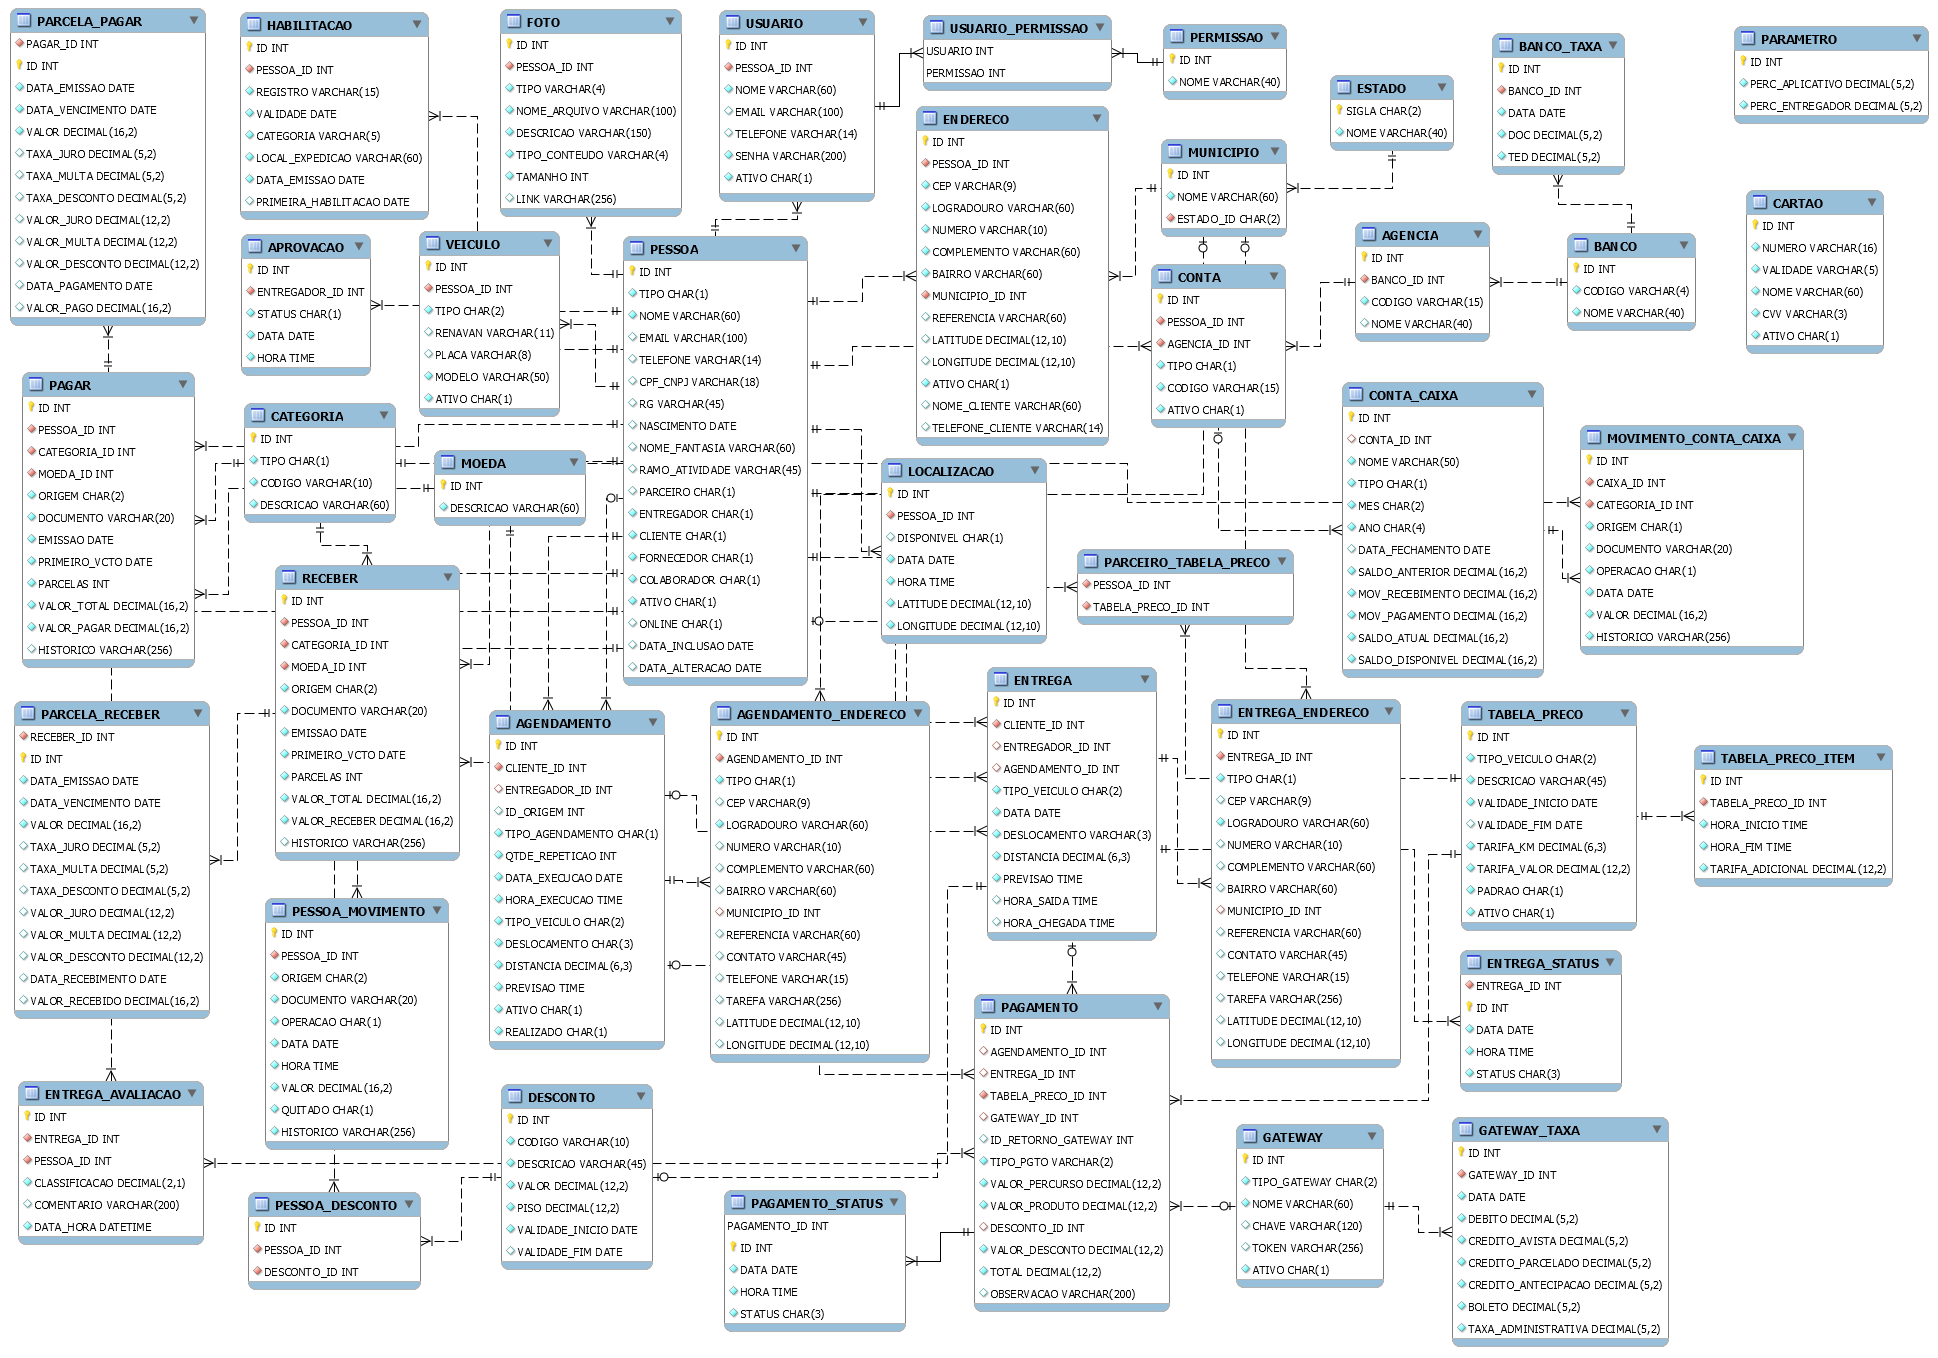 PARCELA_PAGAR
PAGAR_ID INT
ID INT
DATA_EMISSAO DATE
DATA_VENCIMENTO DATE
VALOR DECIMAL(16,2)
TAXA_JURO DECIMAL(5,2)
TAXA_MULTA DECIMAL(5,2)
TAXA_DESCONTO DECIMAL(5,2)
VALOR_JURO DECIMAL(12,2)
VALOR_MULTA DECIMAL(12,2)
VALOR_DESCONTO DECIMAL(12,2)
DATA_PAGAMENTO DATE
VALOR_PAGO DECIMAL(16,2)
HABILITACAO
ID INT
PESSOA_ID INT
REGISTRO VARCHAR(15)
VALIDADE DATE
CATEGORIA VARCHAR(5)
LOCAL_EXPEDICAO VARCHAR(60)
DATA_EMISSAO DATE
PRIMEIRA_HABILITACAO DATE
FOTO
ID INT
PESSOA_ID INT
TIPO VARCHAR(4)
NOME_ARQUIVO VARCHAR(100)
DESCRICAO VARCHAR(150)
TIPO_CONTEUDO VARCHAR(4)
TAMANHO INT
LINK VARCHAR(256)
USUARIO
ID INT
PESSOA_ID INT
NOME VARCHAR(60)
EMAIL VARCHAR(100)
TELEFONE VARCHAR(14)
SENHA VARCHAR(200)
ATIVO CHAR(1)
USUARIO_PERMISSAO
USUARIO INT
PERMISSAO INT
PERMISSAO
ID INT
NOME VARCHAR(40)
ESTADO
SIGLA CHAR(2)
NOME VARCHAR(40)
BANCO_TAXA
ID INT
BANCO_ID INT
DATA DATE
DOC DECIMAL(5,2)
TED DECIMAL(5,2)
PARAMETRO
ID INT
PERC_APLICATIVO DECIMAL(5,2)
PERC_ENTREGADOR DECIMAL(5,2)
ENDERECO
ID INT
PESSOA_ID INT
CEP VARCHAR(9)
LOGRADOURO VARCHAR(60)
NUMERO VARCHAR(10)
COMPLEMENTO VARCHAR(60)
BAIRRO VARCHAR(60)
MUNICIPIO_ID INT
REFERENCIA VARCHAR(60)
LATITUDE DECIMAL(12,10)
LONGITUDE DECIMAL(12,10)
ATIVO CHAR(1)
NOME_CLIENTE VARCHAR(60)
TELEFONE_CLIENTE VARCHAR(14)
MUNICIPIO
ID INT
NOME VARCHAR(60)
ESTADO_ID CHAR(2)
CARTAO
ID INT
NUMERO VARCHAR(16)
VALIDADE VARCHAR(5)
NOME VARCHAR(60)
CVV VARCHAR(3)
ATIVO CHAR(1)
APROVACAO
ID INT
ENTREGADOR_ID INT
STATUS CHAR(1)
DATA DATE
HORA TIME
VEICULO
ID INT
PESSOA_ID INT
TIPO CHAR(2)
RENAVAN VARCHAR(11)
PLACA VARCHAR(8)
MODELO VARCHAR(50)
ATIVO CHAR(1)
PESSOA
ID INT
TIPO CHAR(1)
NOME VARCHAR(60)
EMAIL VARCHAR(100)
TELEFONE VARCHAR(14)
CPF_CNPJ VARCHAR(18)
RG VARCHAR(45)
NASCIMENTO DATE
NOME_FANTASIA VARCHAR(60)
RAMO_ATIVIDADE VARCHAR(45)
PARCEIRO CHAR(1)
ENTREGADOR CHAR(1)
CLIENTE CHAR(1)
FORNECEDOR CHAR(1)
COLABORADOR CHAR(1)
ATIVO CHAR(1)
ONLINE CHAR(1)
DATA_INCLUSAO DATE
DATA_ALTERACAO DATE
CONTA
ID INT
PESSOA_ID INT
AGENCIA_ID INT
TIPO CHAR(1)
CODIGO VARCHAR(15)
ATIVO CHAR(1)
AGENCIA
ID INT
BANCO_ID INT
CODIGO VARCHAR(15)
NOME VARCHAR(40)
BANCO
ID INT
CODIGO VARCHAR(4)
NOME VARCHAR(40)
PAGAR
ID INT
PESSOA_ID INT
CATEGORIA_ID INT
MOEDA_ID INT
ORIGEM CHAR(2)
DOCUMENTO VARCHAR(20)
EMISSAO DATE
PRIMEIRO_VCTO DATE
PARCELAS INT
VALOR_TOTAL DECIMAL(16,2)
VALOR_PAGAR DECIMAL(16,2)
HISTORICO VARCHAR(256)
CATEGORIA
ID INT
TIPO CHAR(1)
CODIGO VARCHAR(10)
DESCRICAO VARCHAR(60)
MOEDA
ID INT
DESCRICAO VARCHAR(60)
CONTA_CAIXA
ID INT
CONTA_ID INT
NOME VARCHAR(50)
TIPO CHAR(1)
MES CHAR(2)
ANO CHAR(4)
DATA_FECHAMENTO DATE
SALDO_ANTERIOR DECIMAL(16,2)
MOV_RECEBIMENTO DECIMAL(16,2)
MOV_PAGAMENTO DECIMAL(16,2)
SALDO_ATUAL DECIMAL(16,2)
SALDO_DISPONIVEL DECIMAL(16,2)
MOVIMENTO_CONTA_CAIXA
ID INT
CAIXA_ID INT
CATEGORIA_ID INT
ORIGEM CHAR(1)
DOCUMENTO VARCHAR(20)
OPERACAO CHAR(1)
DATA DATE
VALOR DECIMAL(16,2)
HISTORICO VARCHAR(256)
LOCALIZACAO
ID INT
PESSOA_ID INT
DISPONIVEL CHAR(1)
DATA DATE
HORA TIME
LATITUDE DECIMAL(12,10)
LONGITUDE DECIMAL(12,10)
PARCEIRO_TABELA_PRECO
PESSOA_ID INT
TABELA_PRECO_ID INT
RECEBER
ID INT
PESSOA_ID INT
CATEGORIA_ID INT
MOEDA_ID INT
ORIGEM CHAR(2)
DOCUMENTO VARCHAR(20)
EMISSAO DATE
PRIMEIRO_VCTO DATE
PARCELAS INT
VALOR_TOTAL DECIMAL(16,2)
VALOR_RECEBER DECIMAL(16,2)
HISTORICO VARCHAR(256)
PARCELA_RECEBER
RECEBER_ID INT
ID INT
DATA_EMISSAO DATE
DATA_VENCIMENTO DATE
VALOR DECIMAL(16,2)
TAXA_JURO DECIMAL(5,2)
TAXA_MULTA DECIMAL(5,2)
TAXA_DESCONTO DECIMAL(5,2)
VALOR_JURO DECIMAL(12,2)
VALOR_MULTA DECIMAL(12,2)
VALOR_DESCONTO DECIMAL(12,2)
DATA_RECEBIMENTO DATE
VALOR_RECEBIDO DECIMAL(16,2)
AGENDAMENTO
ID INT
CLIENTE_ID INT
ENTREGADOR_ID INT
ID_ORIGEM INT
TIPO_AGENDAMENTO CHAR(1)
QTDE_REPETICAO INT
DATA_EXECUCAO DATE
HORA_EXECUCAO TIME
TIPO_VEICULO CHAR(2)
DESLOCAMENTO CHAR(3)
DISTANCIA DECIMAL(6,3)
PREVISAO TIME
ATIVO CHAR(1)
REALIZADO CHAR(1)
AGENDAMENTO_ENDERECO
ID INT
AGENDAMENTO_ID INT
TIPO CHAR(1)
CEP VARCHAR(9)
LOGRADOURO VARCHAR(60)
NUMERO VARCHAR(10)
COMPLEMENTO VARCHAR(60)
BAIRRO VARCHAR(60)
MUNICIPIO_ID INT
REFERENCIA VARCHAR(60)
CONTATO VARCHAR(45)
TELEFONE VARCHAR(15)
TAREFA VARCHAR(256)
LATITUDE DECIMAL(12,10)
LONGITUDE DECIMAL(12,10)
ENTREGA
ID INT
CLIENTE_ID INT
ENTREGADOR_ID INT
AGENDAMENTO_ID INT
TIPO_VEICULO CHAR(2)
DATA DATE
DESLOCAMENTO VARCHAR(3)
DISTANCIA DECIMAL(6,3)
PREVISAO TIME
HORA_SAIDA TIME
HORA_CHEGADA TIME
ENTREGA_ENDERECO
ID INT
ENTREGA_ID INT
TIPO CHAR(1)
CEP VARCHAR(9)
LOGRADOURO VARCHAR(60)
NUMERO VARCHAR(10)
COMPLEMENTO VARCHAR(60)
BAIRRO VARCHAR(60)
MUNICIPIO_ID INT
REFERENCIA VARCHAR(60)
CONTATO VARCHAR(45)
TELEFONE VARCHAR(15)
TAREFA VARCHAR(256)
LATITUDE DECIMAL(12,10)
LONGITUDE DECIMAL(12,10)
TABELA_PRECO
ID INT
TIPO_VEICULO CHAR(2)
DESCRICAO VARCHAR(45)
VALIDADE_INICIO DATE
VALIDADE_FIM DATE
TARIFA_KM DECIMAL(6,3)
TARIFA_VALOR DECIMAL(12,2)
PADRAO CHAR(1)
ATIVO CHAR(1)
TABELA_PRECO_ITEM
ID INT
TABELA_PRECO_ID INT
HORA_INICIO TIME
HORA_FIM TIME
TARIFA_ADICIONAL DECIMAL(12,2)
PESSOA_MOVIMENTO
ID INT
PESSOA_ID INT
ORIGEM CHAR(2)
DOCUMENTO VARCHAR(20)
OPERACAO CHAR(1)
DATA DATE
HORA TIME
VALOR DECIMAL(16,2)
QUITADO CHAR(1)
HISTORICO VARCHAR(256)
ENTREGA_STATUS
ENTREGA_ID INT
ID INT
DATA DATE
HORA TIME
STATUS CHAR(3)
PAGAMENTO
ID INT
AGENDAMENTO_ID INT
ENTREGA_ID INT
TABELA_PRECO_ID INT
GATEWAY_ID INT
ID_RETORNO_GATEWAY INT
TIPO_PGTO VARCHAR(2)
VALOR_PERCURSO DECIMAL(12,2)
VALOR_PRODUTO DECIMAL(12,2)
DESCONTO_ID INT
VALOR_DESCONTO DECIMAL(12,2)
TOTAL DECIMAL(12,2)
OBSERVACAO VARCHAR(200)
ENTREGA_AVALIACAO
ID INT
ENTREGA_ID INT
PESSOA_ID INT
CLASSIFICACAO DECIMAL(2,1)
COMENTARIO VARCHAR(200)
DATA_HORA DATETIME
DESCONTO
ID INT
CODIGO VARCHAR(10)
DESCRICAO VARCHAR(45)
VALOR DECIMAL(12,2)
PISO DECIMAL(12,2)
VALIDADE_INICIO DATE
VALIDADE_FIM DATE
PESSOA_DESCONTO
ID INT
PESSOA_ID INT
DESCONTO_ID INT
PAGAMENTO_STATUS
PAGAMENTO_ID INT
ID INT
DATA DATE
HORA TIME
STATUS CHAR(3)
GATEWAY
ID INT
TIPO_GATEWAY CHAR(2)
NOME VARCHAR(60)
CHAVE VARCHAR(120)
TOKEN VARCHAR(256)
ATIVO CHAR(1)
GATEWAY_TAXA
ID INT
GATEWAY_ID INT
DATA DATE
DEBITO DECIMAL(5,2)
CREDITO_AVISTA DECIMAL(5,2)
CREDITO_PARCELADO DECIMAL(5,2)
CREDITO_ANTECIPACAO DECIMAL(5,2)
BOLETO DECIMAL(5,2)
TAXA_ADMINISTRATIVA DECIMAL(5,2)